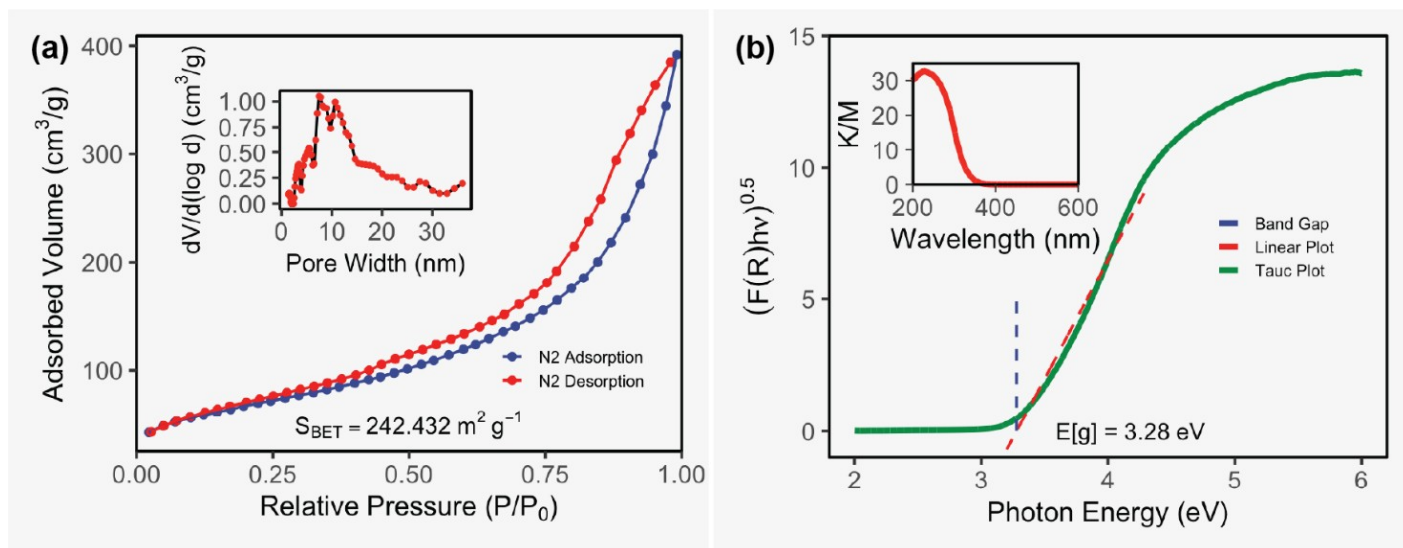 (a)
Adsorbed Volume (cm³/g)
400
300
200
100
dV/d(log d) (cm³/g)
1.00
0.75
0.50
0.25
0.00
0 10 20 30
Pore Width (nm)
N2 Adsorption
N2 Desorption
S_BET = 242.432 m² g⁻¹
0.00 0.25 0.50 0.75 1.00
Relative Pressure (P/P₀)
(b)
(F(R)hν)^0.5
15
10
5
0
K/M
30
20
10
0
200 400 600
Wavelength (nm)
Band Gap
Linear Plot
Tauc Plot
E[g] = 3.28 eV
2 3 4 5 6
Photon Energy (eV)